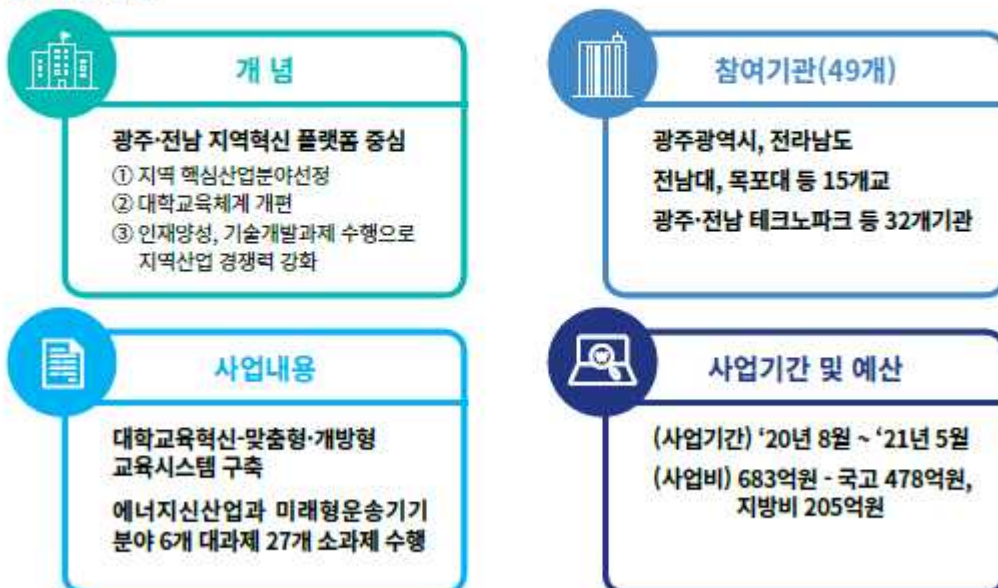 개 념
광주·전남 지역혁신 플랫폼 중심
① 지역 핵심산업분야선정
② 대학교육체계 개편
③ 인재양성, 기술개발과제 수행으로
지역산업 경쟁력 강화
참여기관(49개)
광주광역시, 전라남도
전남대, 목포대 등 15개교
광주·전남 테크노파크 등 32개기관
사업내용
대학교육혁신-맞춤형·개방형
교육시스템 구축
에너지신산업과 미래형운송기기
분야 6개 대과제 27개 소과제 수행
사업기간 및 예산
(사업기간) ‘20년 8월 ~ ‘21년 5월
(사업비) 683억원 - 국고 478억원,
지방비 205억원